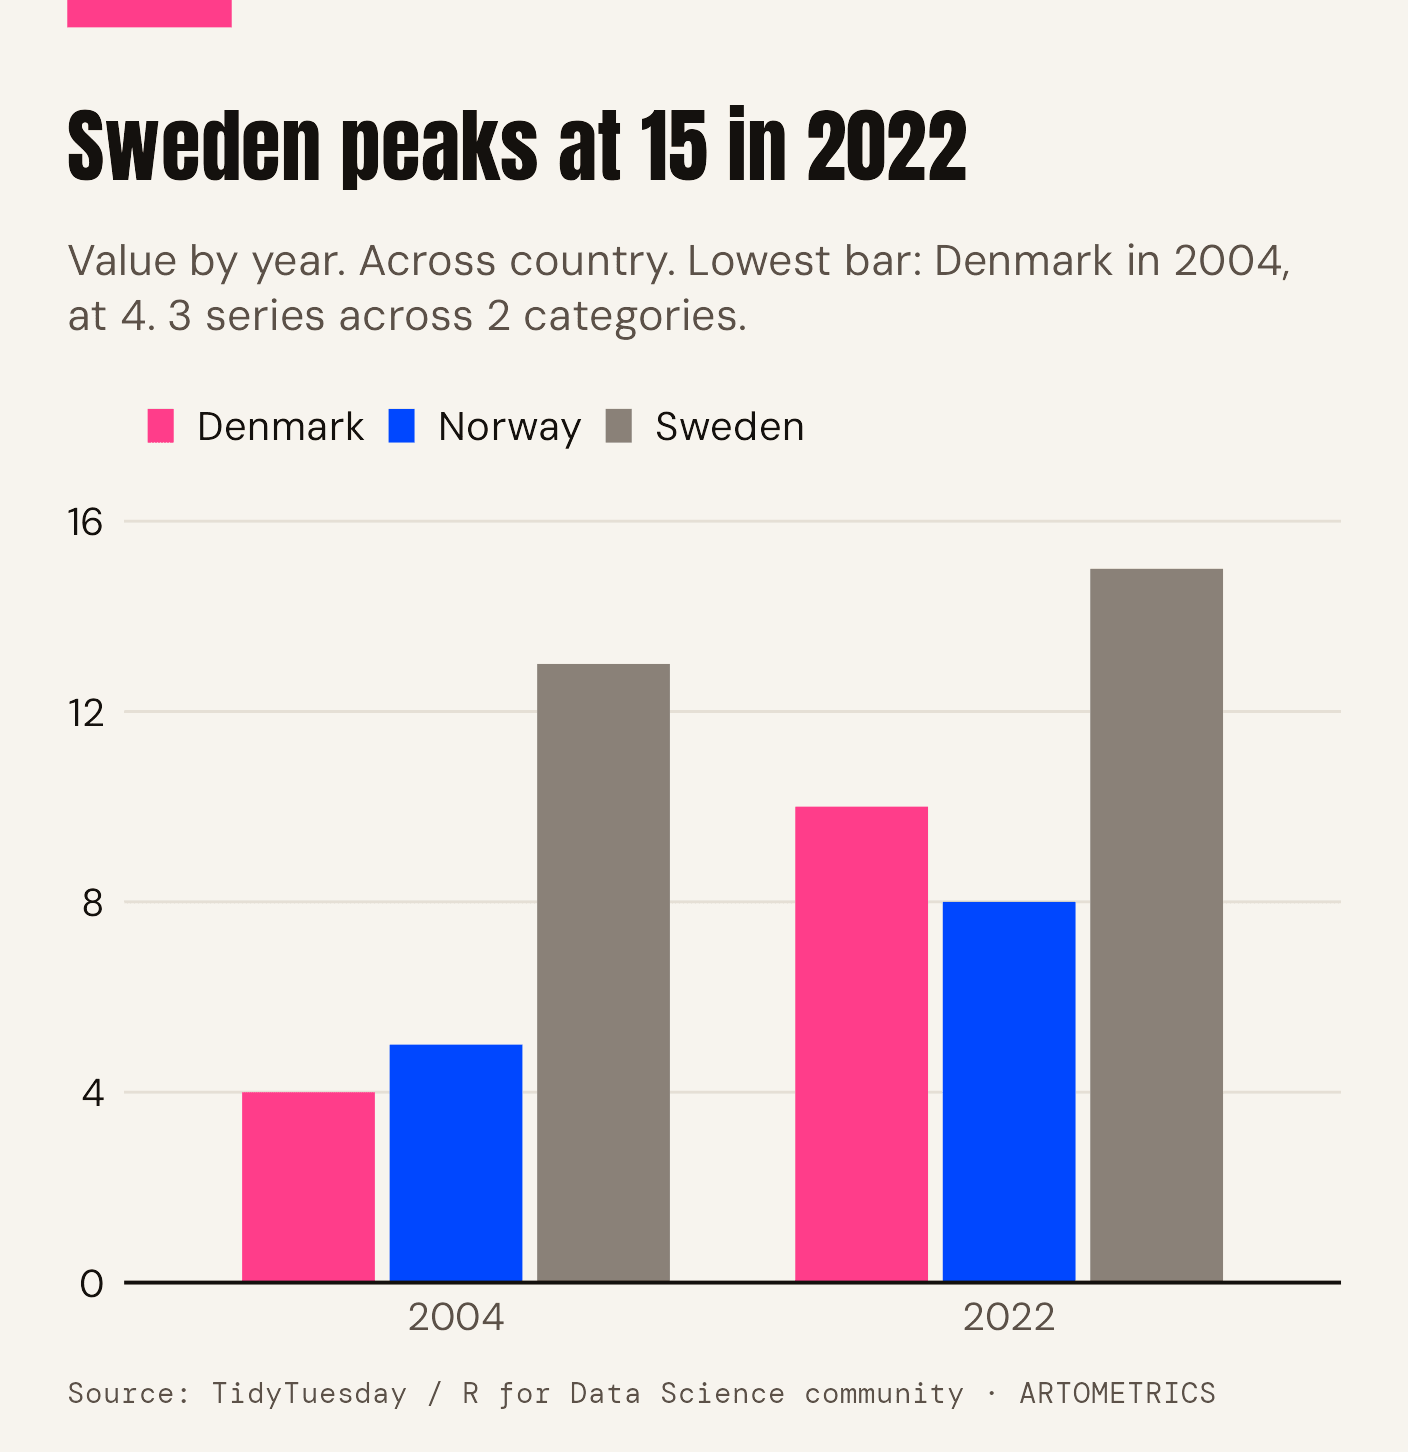 Sweden peaks at 15 in 2022
Value by year. Across country. Lowest bar: Denmark in 2004,
at 4. 3 series across 2 categories.
Denmark Norway Sweden
16
12
8
4
0
2004 2022
Source: TidyTuesday / R for Data Science community · ARTOMETRICS